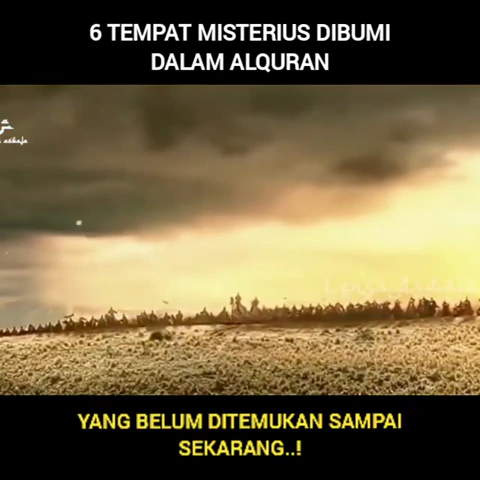 6 TEMPAT MISTERIUS DIBUMI
DALAM ALQURAN
YANG BELUM DITEMUKAN SAMPAI
SEKARANG..!